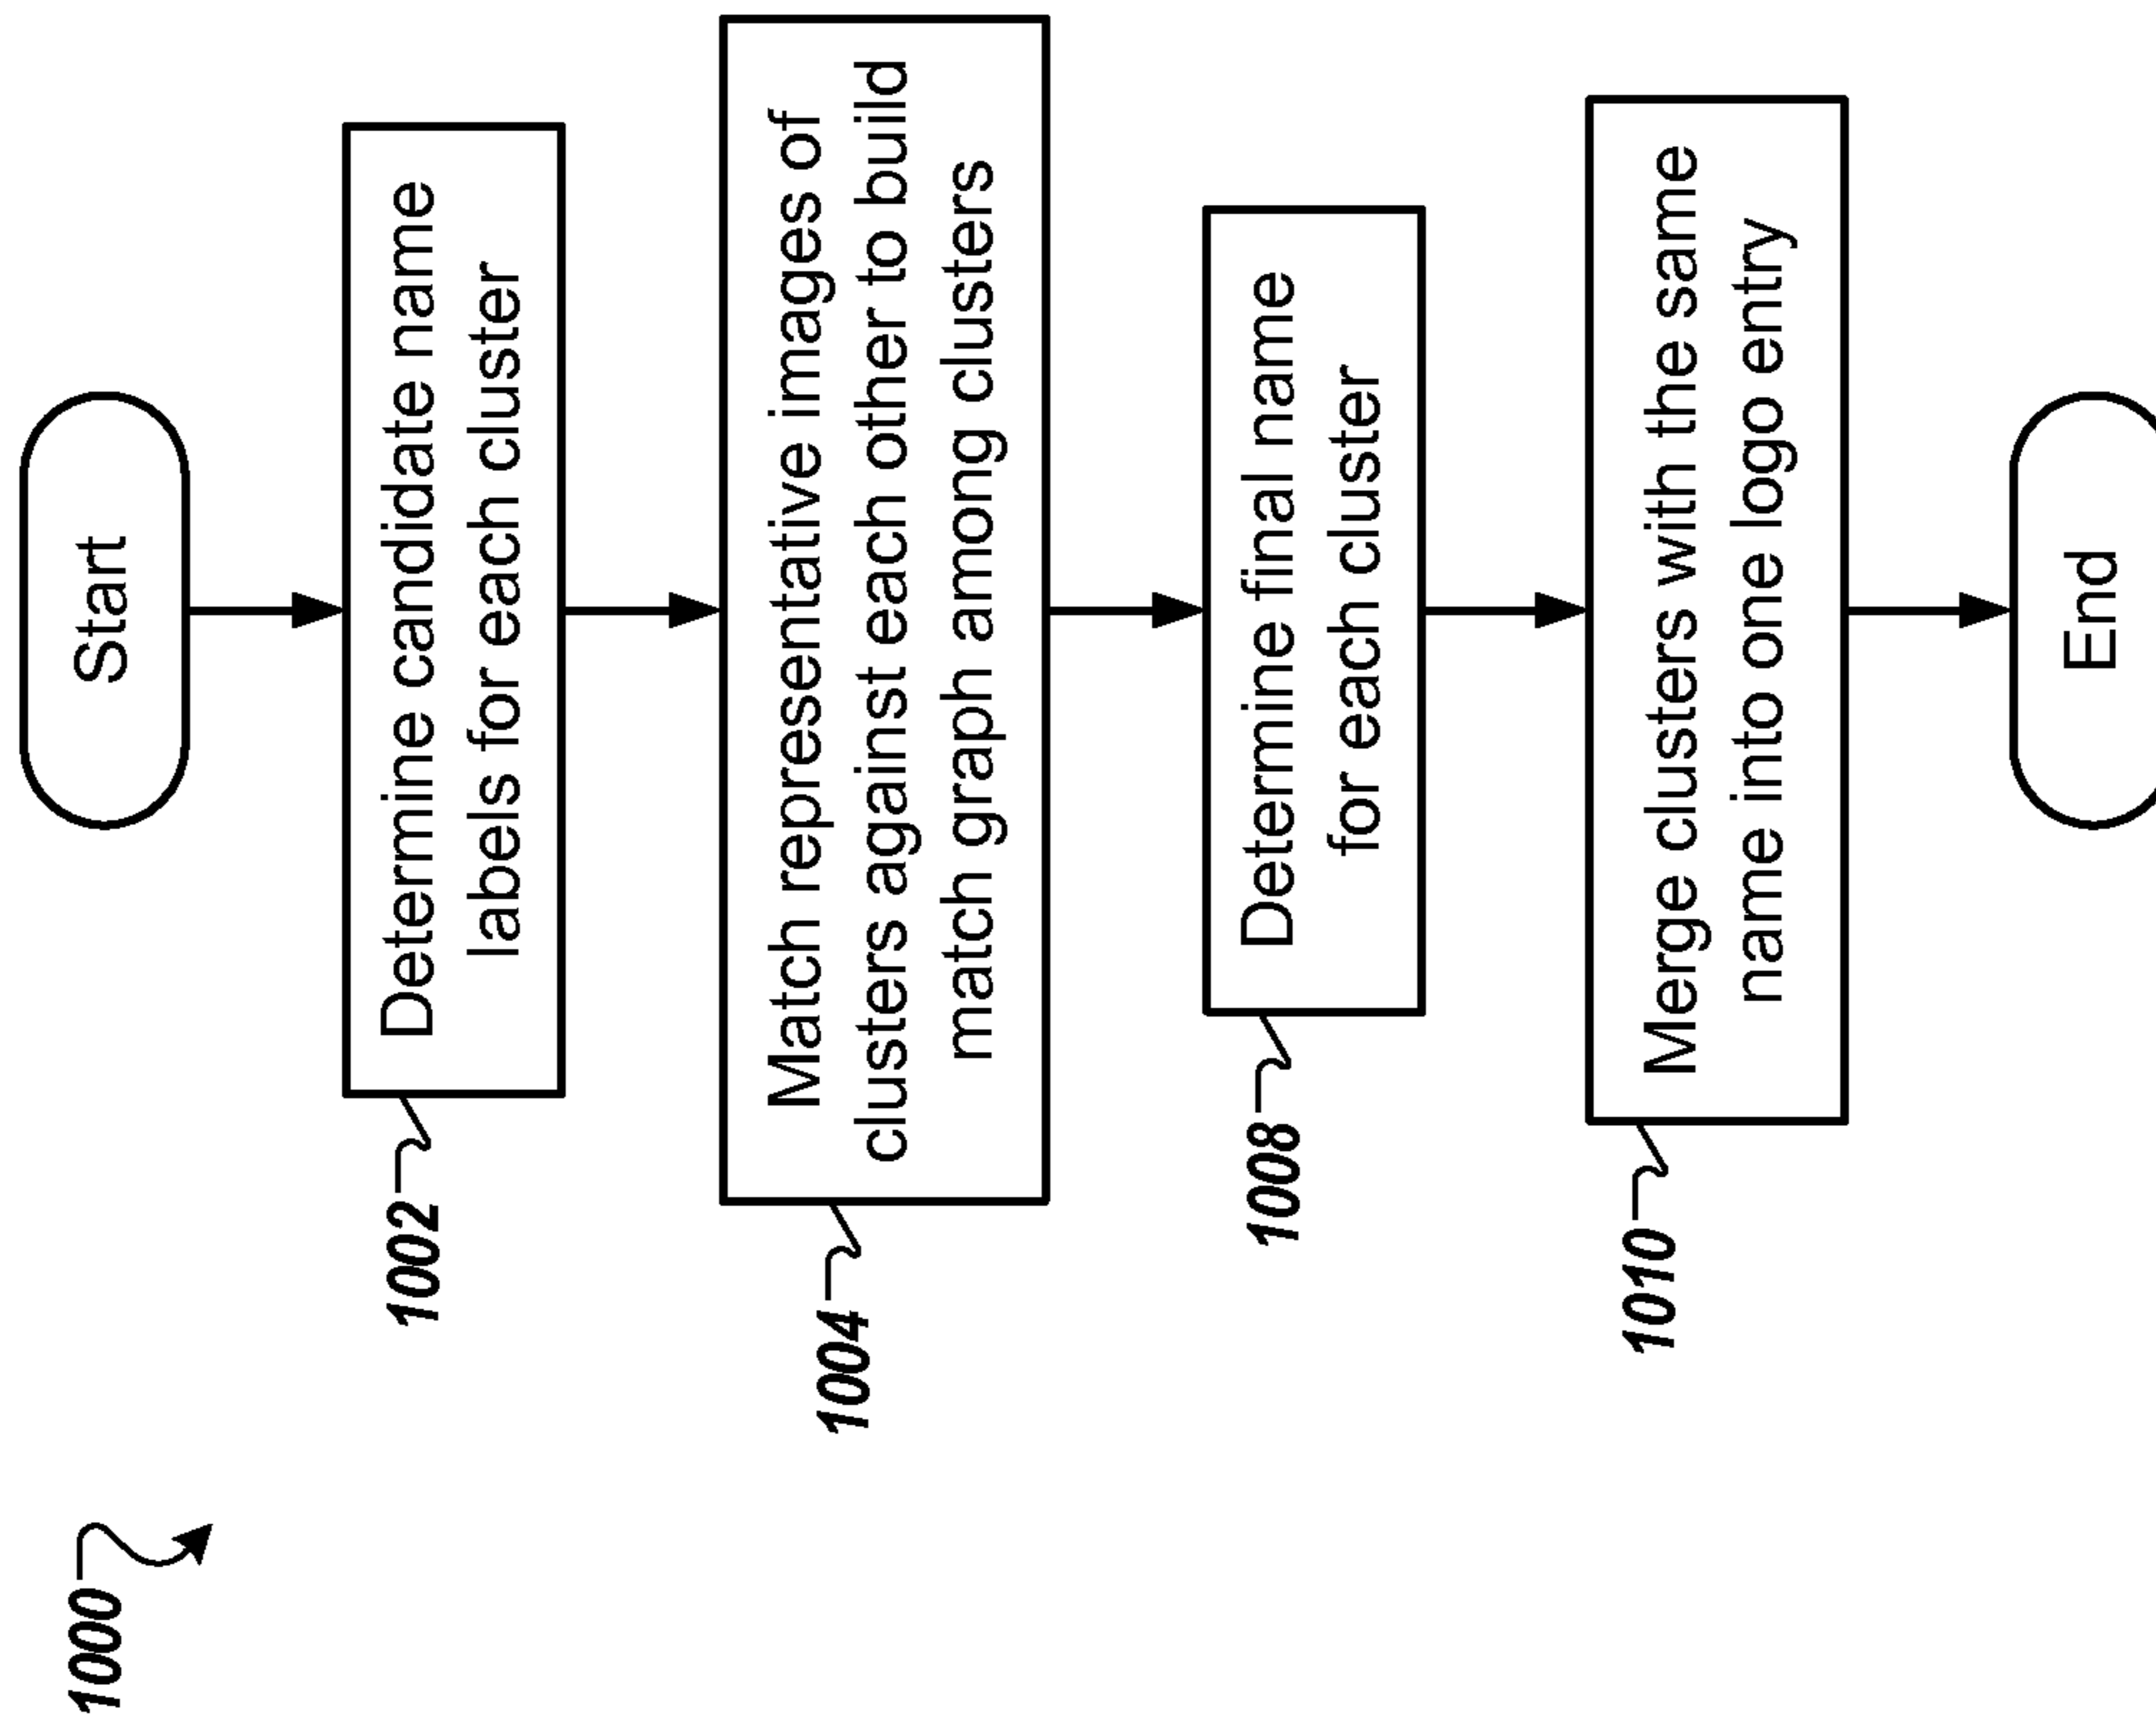 1000
Start
1002
Determine candidate name
labels for each cluster
1004
Match representative images of
clusters against each other to build
match graph among clusters
1008
Determine final name
for each cluster
1010
Merge clusters with the same
name into one logo entry
End